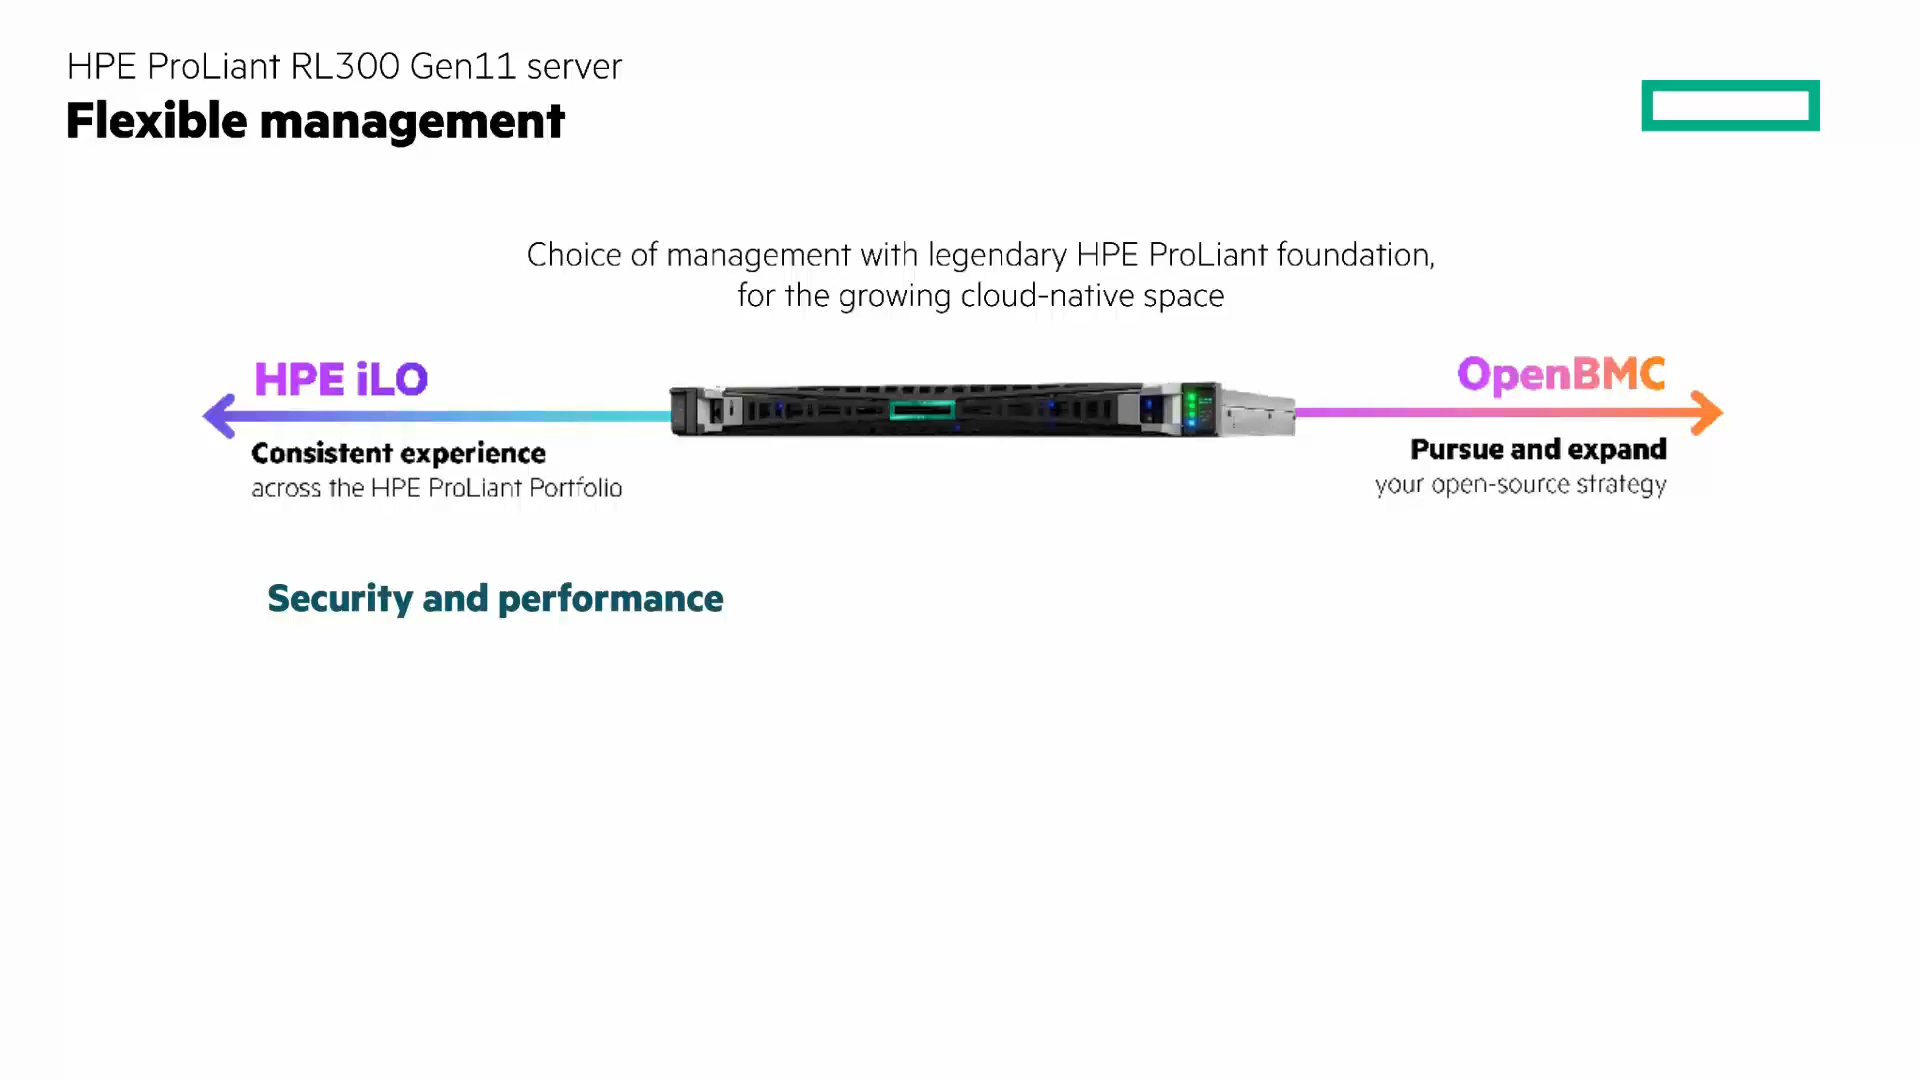 HPE ProLiant RL300 Gen11 server
Flexible management
Choice of management with legendary HPE ProLiant foundation,
for the growing cloud-native space
HPE iLO
Consistent experience
across the HPE ProLiant Portfolio
OpenBMC
Pursue and expand
your open-source strategy
Security and performance